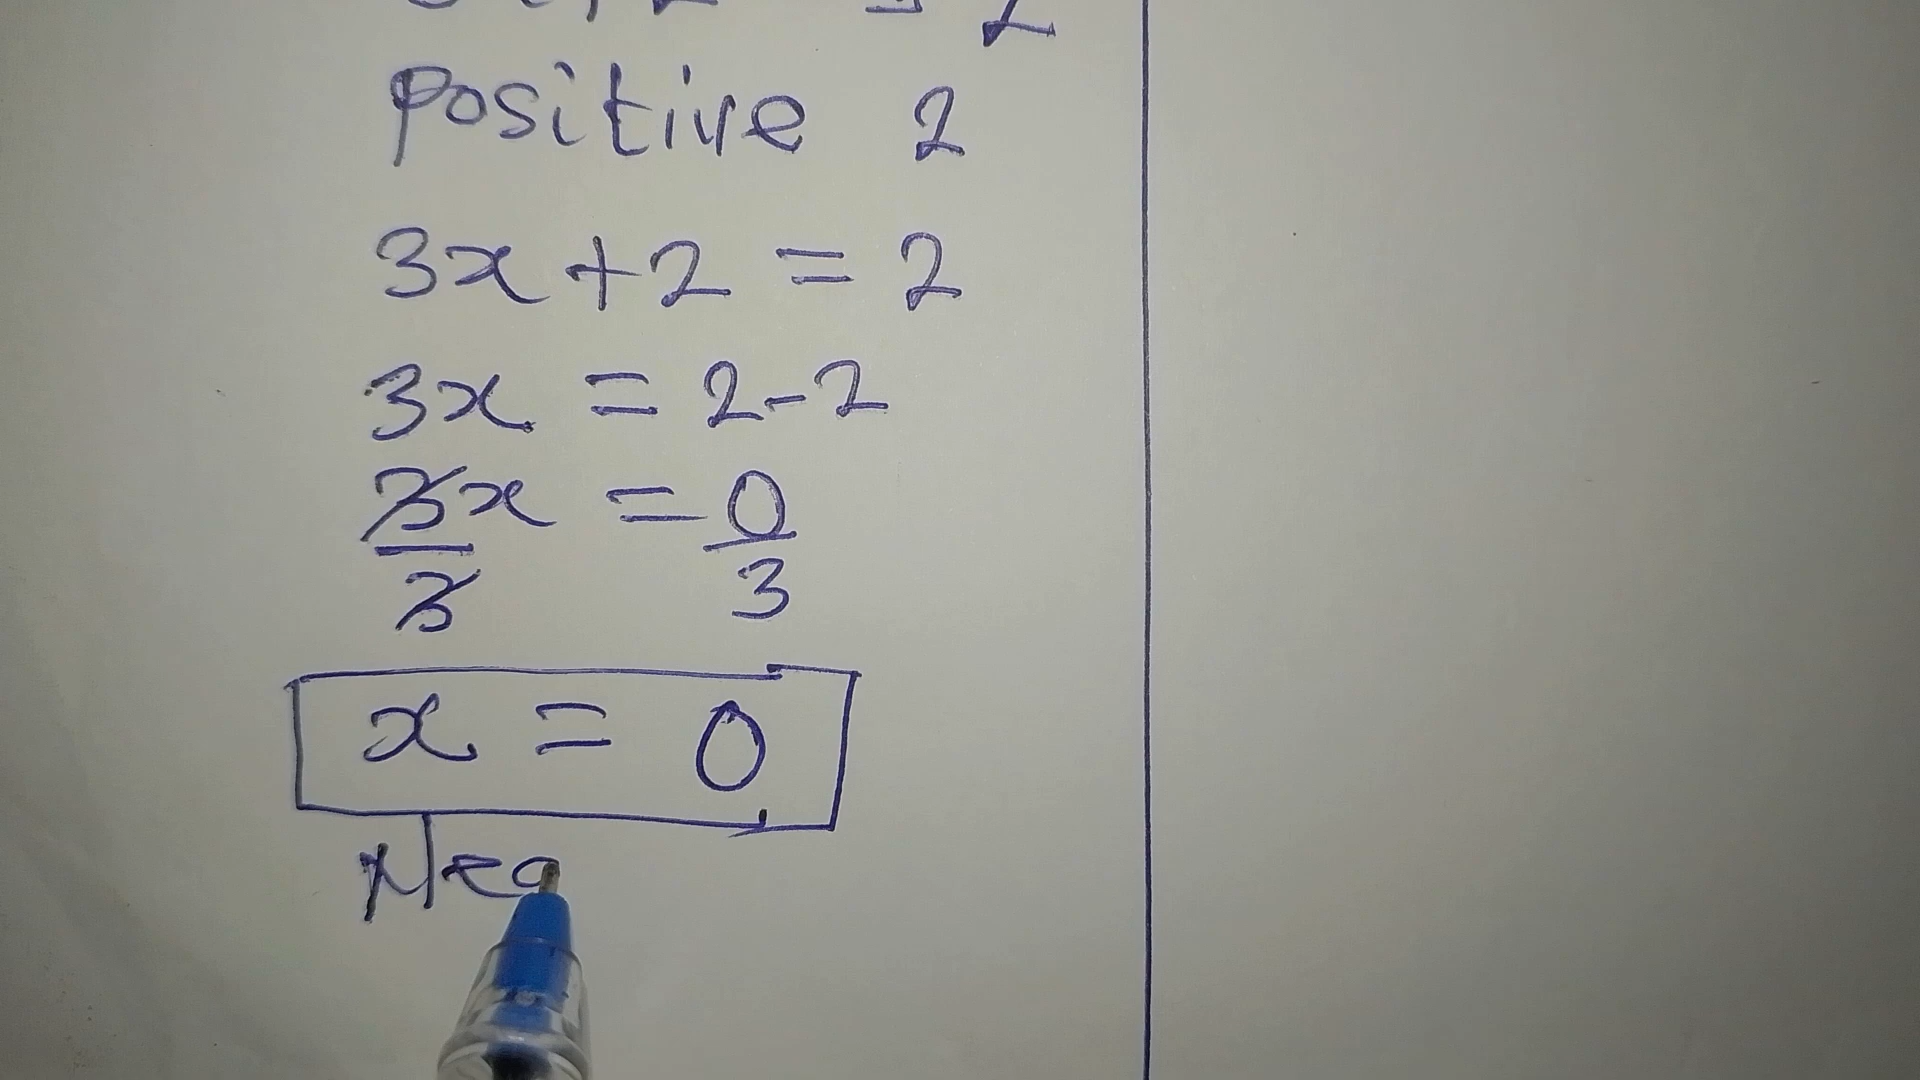 positive 2
3x + 2 = 2
3x = 2 - 2
3x = 0
3 3
x = 0
Neg